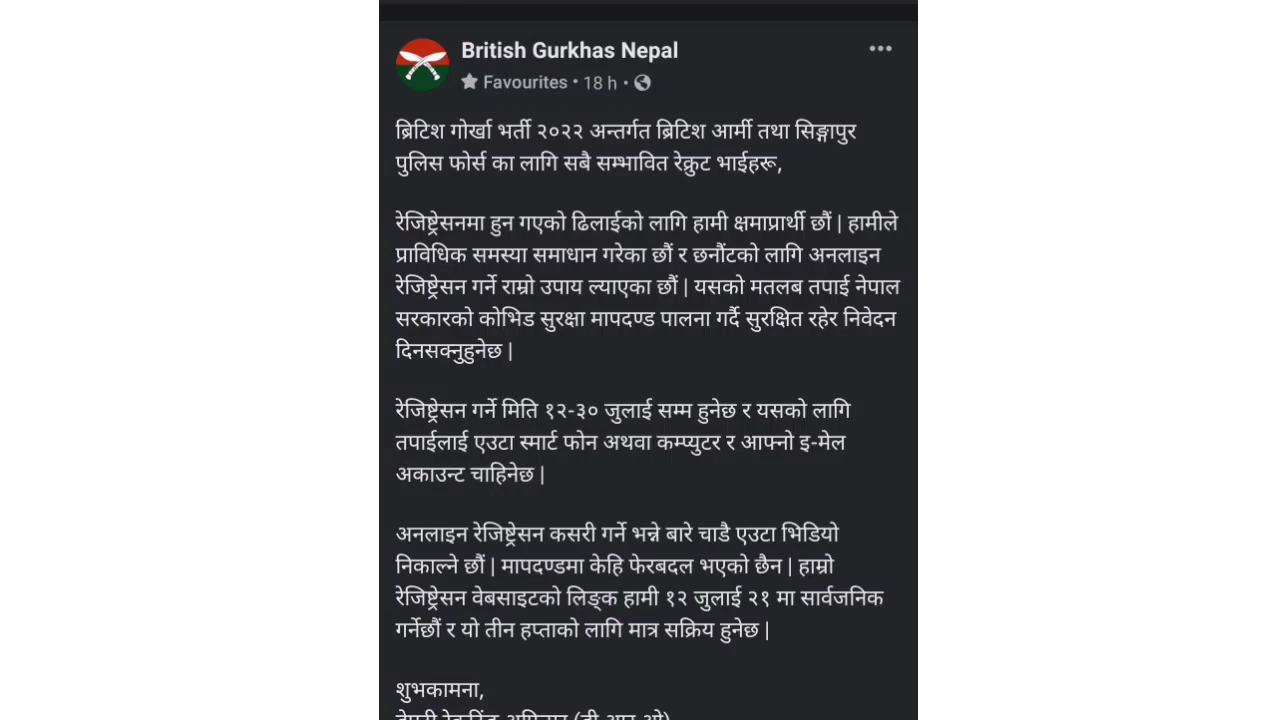 British Gurkhas Nepal
Favourites • 18 h •
ब्रिटिश गोर्खा भर्ती २०२२ अन्तर्गत ब्रिटिश आर्मी तथा सिङ्गापुर
पुलिस फोर्स का लागि सबै सम्भावित रेक्रुट भाईहरू,
रेजिष्ट्रेसनमा हुन गएको ढिलाईको लागि हामी क्षमाप्रार्थी छौं | हामीले
प्राविधिक समस्या समाधान गरेका छौं र छनौंटको लागि अनलाइन
रेजिष्ट्रेसन गर्ने राम्रो उपाय ल्याएका छौं | यसको मतलब तपाई नेपाल
सरकारको कोभिड सुरक्षा मापदण्ड पालना गर्दै सुरक्षित रहेर निवेदन
दिनसक्नुहुनेछ |
रेजिष्ट्रेसन गर्ने मिति १२-३० जुलाई सम्म हुनेछ र यसको लागि
तपाईलाई एउटा स्मार्ट फोन अथवा कम्प्युटर र आफ्नो इ-मेल
अकाउन्ट चाहिनेछ |
अनलाइन रेजिष्ट्रेसन कसरी गर्ने भन्ने बारे चाडै एउटा भिडियो
निकाल्ने छौं | मापदण्डमा केहि फेरबदल भएको छैन | हाम्रो
रेजिष्ट्रेसन वेबसाइटको लिङ्क हामी १२ जुलाई २१ मा सार्वजनिक
गर्नेछौं र यो तीन हप्ताको लागि मात्र सक्रिय हुनेछ |
शुभकामना,